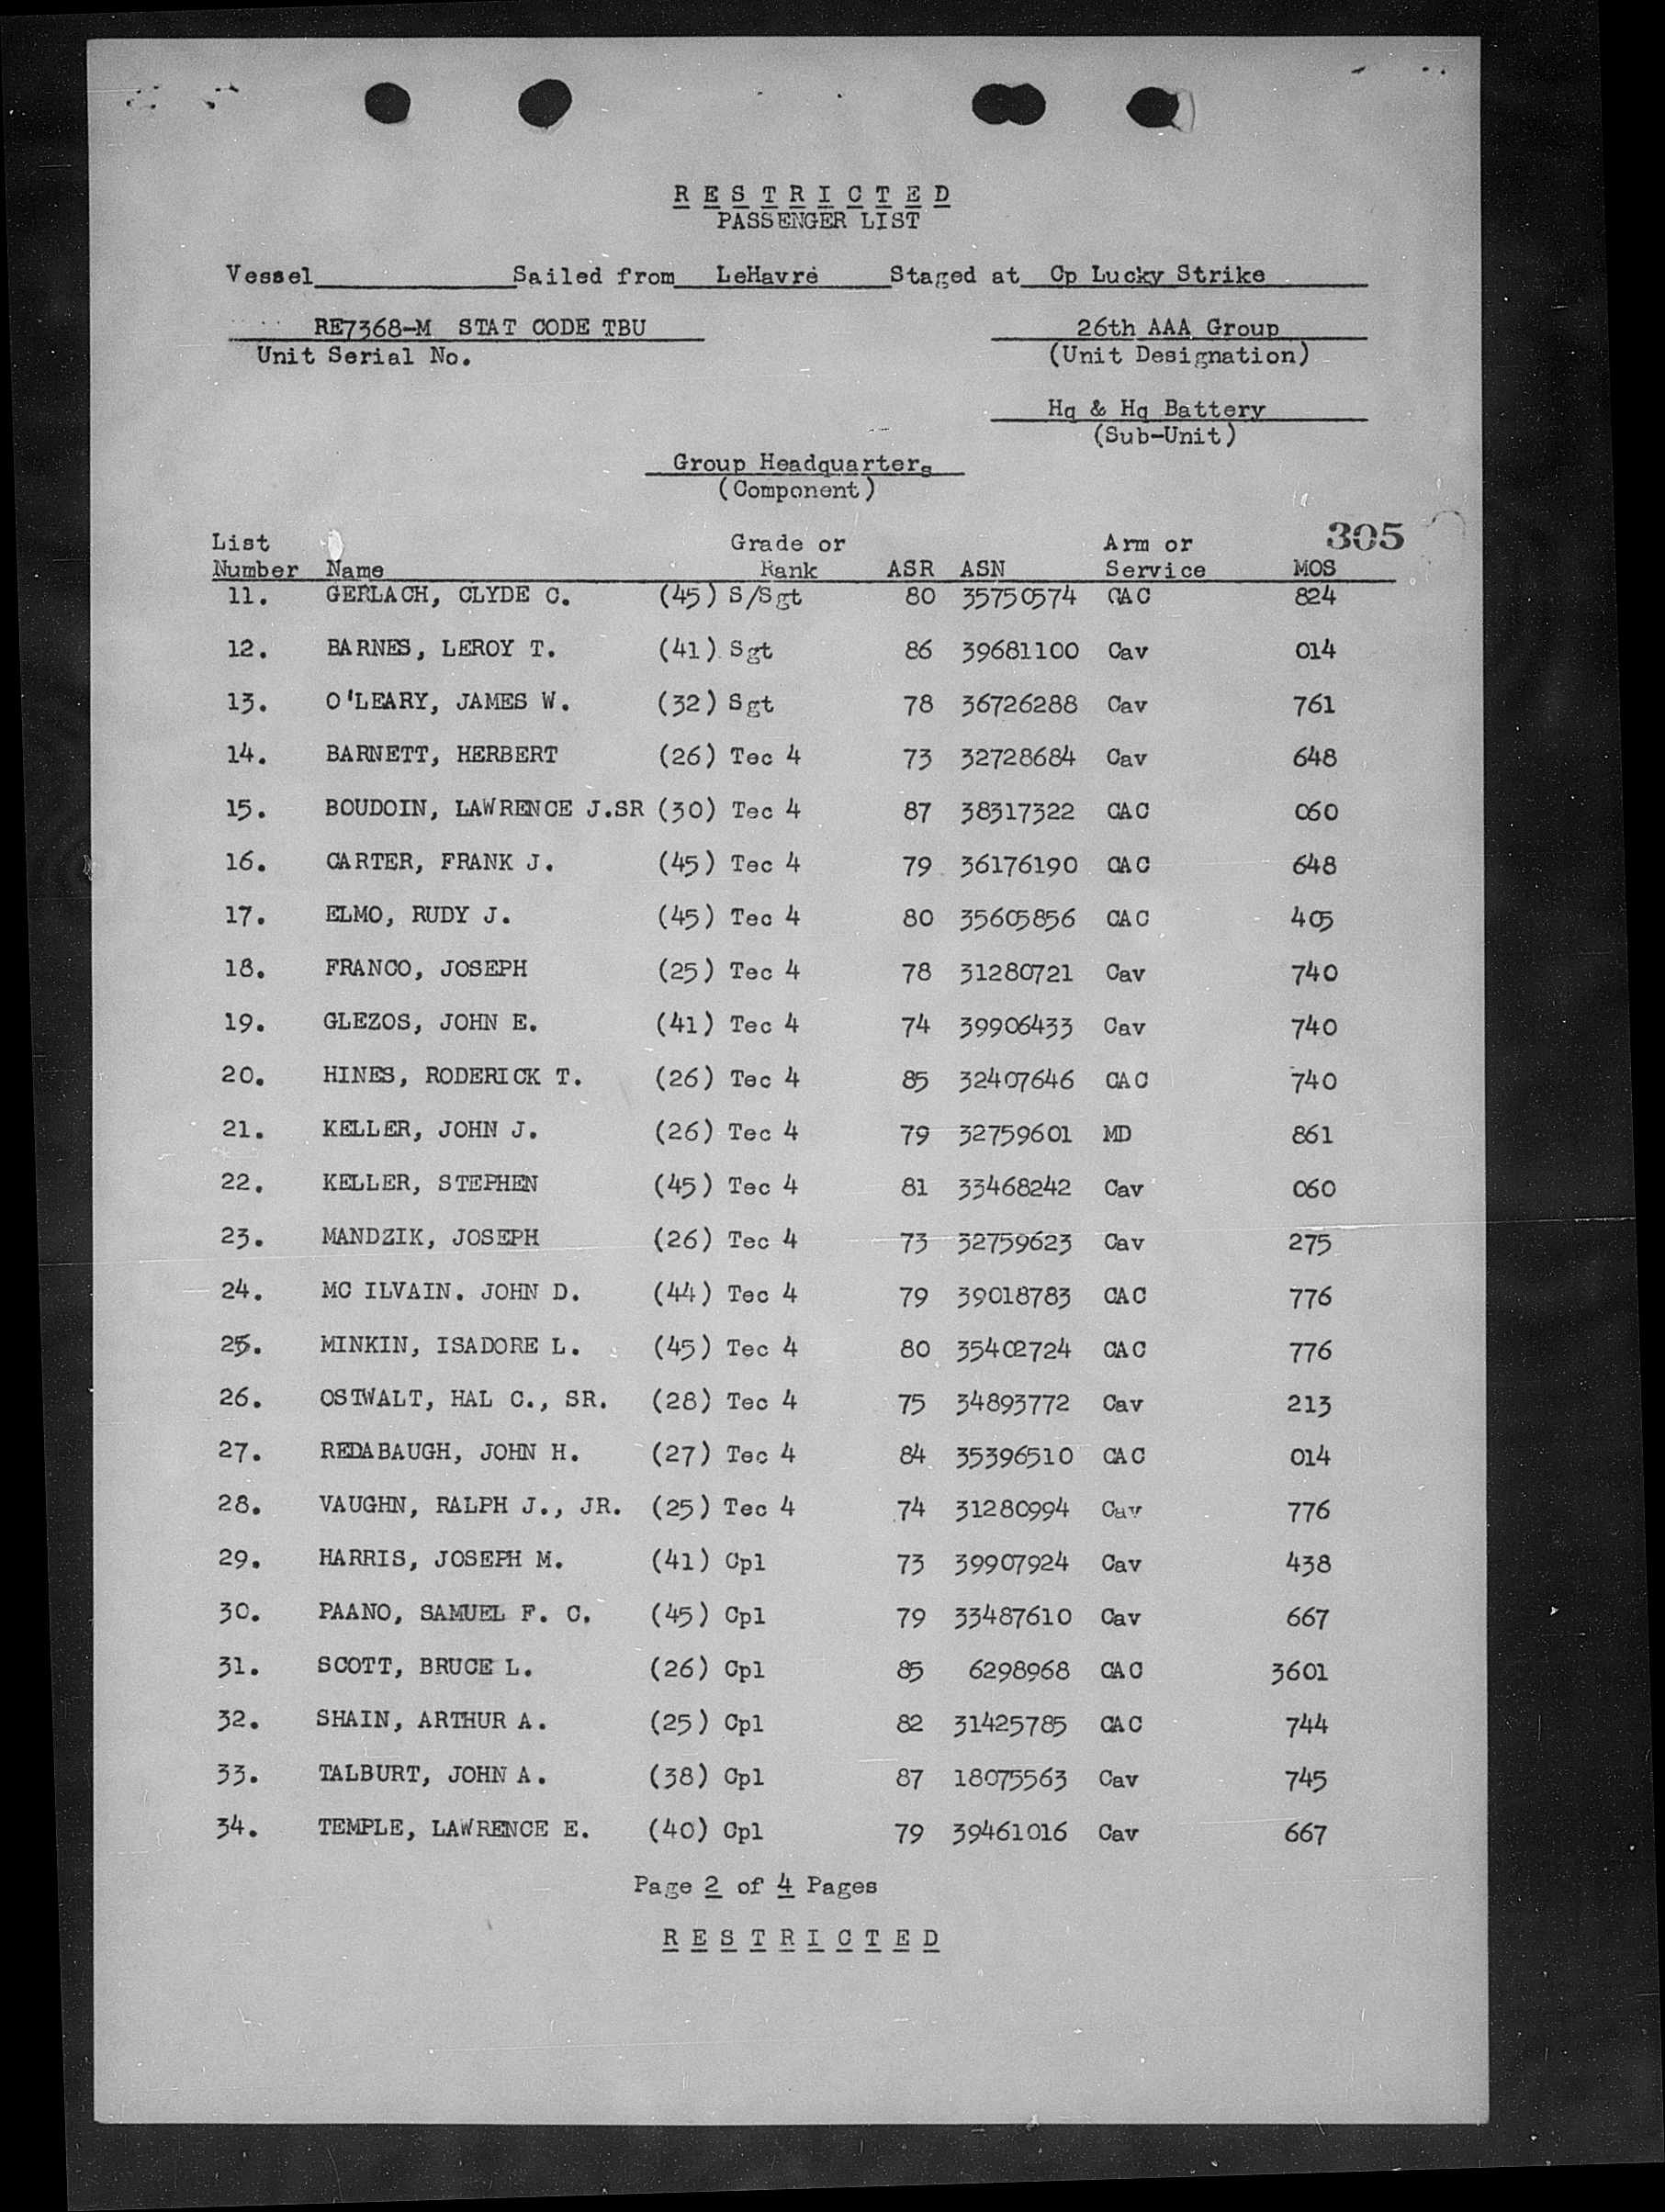 RESTRICTED
PASSENGER LIST
Vessel Sailed from LeHavre Staged at Cp Lucky Strike
RE7368-M STAT CODE TBU 26th AAA Group
Unit Serial No. (Unit Designation)
Hq & Hq Battery
(Sub-Unit)
Group Headquarters
(Component)
305
List Grade or Arm or
Number Name Rank ASR ASN Service MOS
11. GERLACH, CLYDE C. (45) S/Sgt 80 35750574 CAC 824
12. BARNES, LEROY T. (41) Sgt 86 39681100 Cav 014
13. O'LEARY, JAMES W. (32) Sgt 78 36726288 Cav 761
14. BARNETT, HERBERT (26) Tec 4 73 32728684 Cav 648
15. BOUDOIN, LAWRENCE J.SR (30) Tec 4 87 38317322 CAC 060
16. CARTER, FRANK J. (45) Tec 4 79 36176190 CAC 648
17. ELMO, RUDY J. (45) Tec 4 80 35605856 CAC 405
18. FRANCO, JOSEPH (25) Tec 4 78 31280721 Cav 740
19. GLEZOS, JOHN E. (41) Tec 4 74 39906433 Cav 740
20. HINES, RODERICK T. (26) Tec 4 85 32407646 CAC 740
21. KELLER, JOHN J. (26) Tec 4 79 32759601 MD 861
22. KELLER, STEPHEN (45) Tec 4 81 33468242 Cav 060
23. MANDZIK, JOSEPH (26) Tec 4 73 32759623 Cav 275
24. MC ILVAIN. JOHN D. (44) Tec 4 79 39018783 CAC 776
25. MINKIN, ISADORE L. (45) Tec 4 80 35402724 CAC 776
26. OSTWALT, HAL C., SR. (28) Tec 4 75 34893772 Cav 213
27. REDABAUGH, JOHN H. (27) Tec 4 84 35396510 CAC 014
28. VAUGHN, RALPH J., JR. (25) Tec 4 74 31280994 Cav 776
29. HARRIS, JOSEPH M. (41) Cpl 73 39907924 Cav 438
30. PAANO, SAMUEL F. C. (45) Cpl 79 33487610 Cav 667
31. SCOTT, BRUCE L. (26) Cpl 85 6298968 CAC 3601
32. SHAIN, ARTHUR A. (25) Cpl 82 31425785 CAC 744
33. TALBURT, JOHN A. (38) Cpl 87 18075563 Cav 745
34. TEMPLE, LAWRENCE E. (40) Cpl 79 39461016 Cav 667
Page 2 of 4 Pages
RESTRICTED